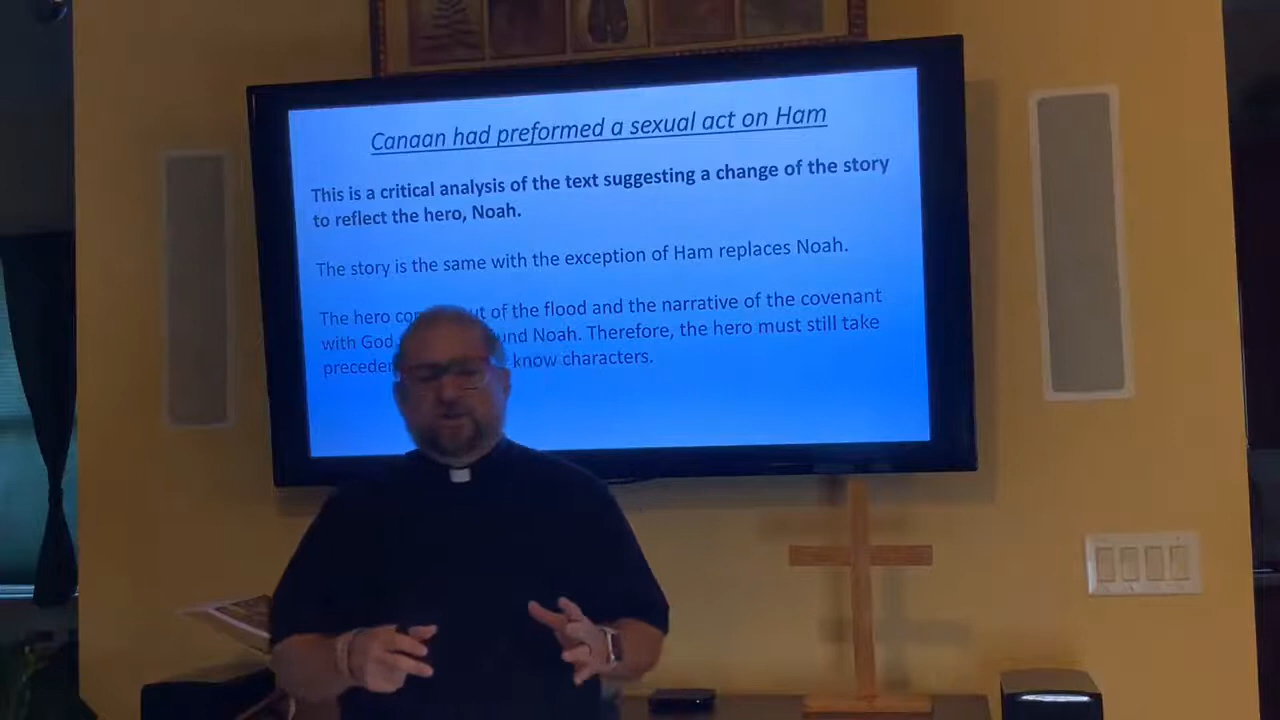 Canaan had preformed a sexual act on Ham
This is a critical analysis of the text suggesting a change of the story
to reflect the hero, Noah.
The story is the same with the exception of Ham replaces Noah.
The hero out of the flood and the narrative of the covenant
with God Noah. Therefore, the hero must still take
know characters.